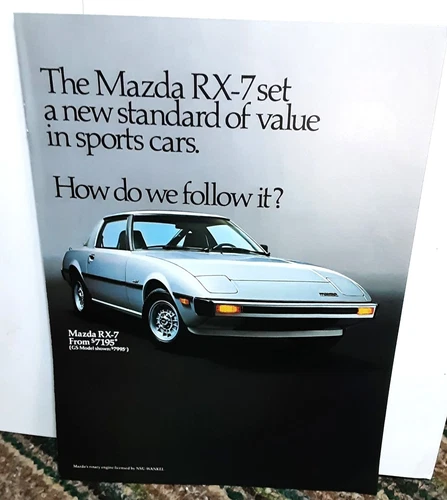 The Mazda RX-7 set
a new standard of value
in sports cars.
How do we follow it?
mazda
Mazda RX-7
From $7195*
(GS-Model shown: $7995*)
Mazda's rotary engine licensed by NSU-WANKEL